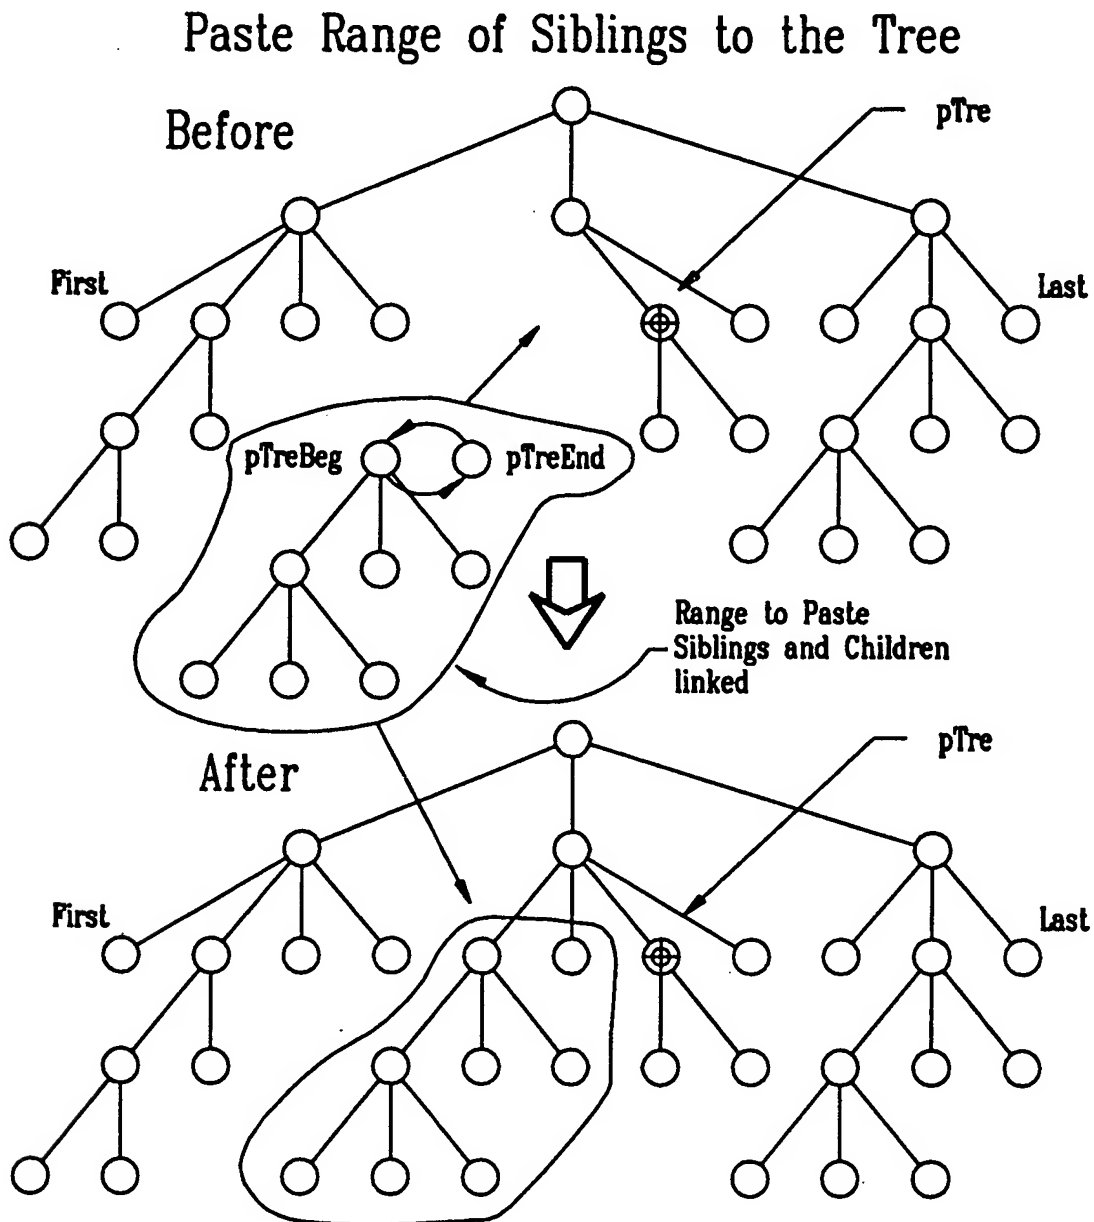 Paste Range of Siblings to the Tree
Before
pTre
First
Last
pTreBeg
pTreEnd
Range to Paste
Siblings and Children
linked
After
pTre
First
Last